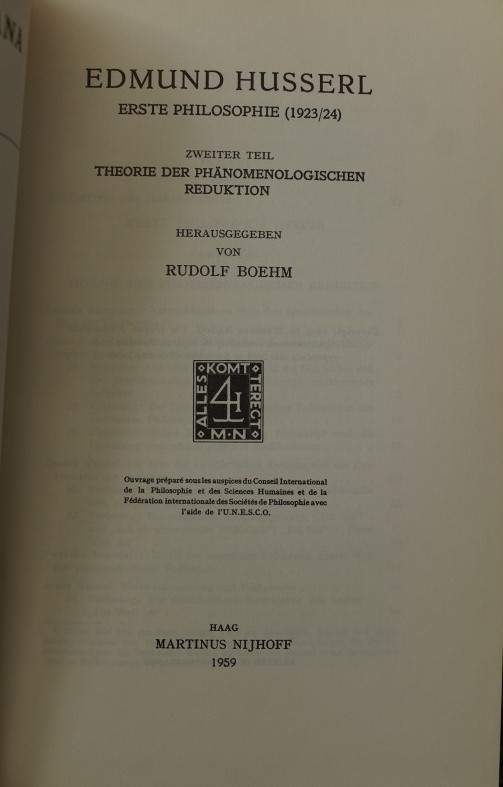 EDMUND HUSSERL
ERSTE PHILOSOPHIE (1923/24)
ZWEITER TEIL
THEORIE DER PHÄNOMENOLOGISCHEN
REDUKTION
HERAUSGEGEBEN
VON
RUDOLF BOEHM
ALLES KOMT TERECHT
M·N
Ouvrage préparé sous les auspices du Conseil International
de la Philosophie et des Sciences Humaines et de la
Fédération internationale des Sociétés de Philosophie avec
l'aide de l'U.N.E.S.C.O.
HAAG
MARTINUS NIJHOFF
1959